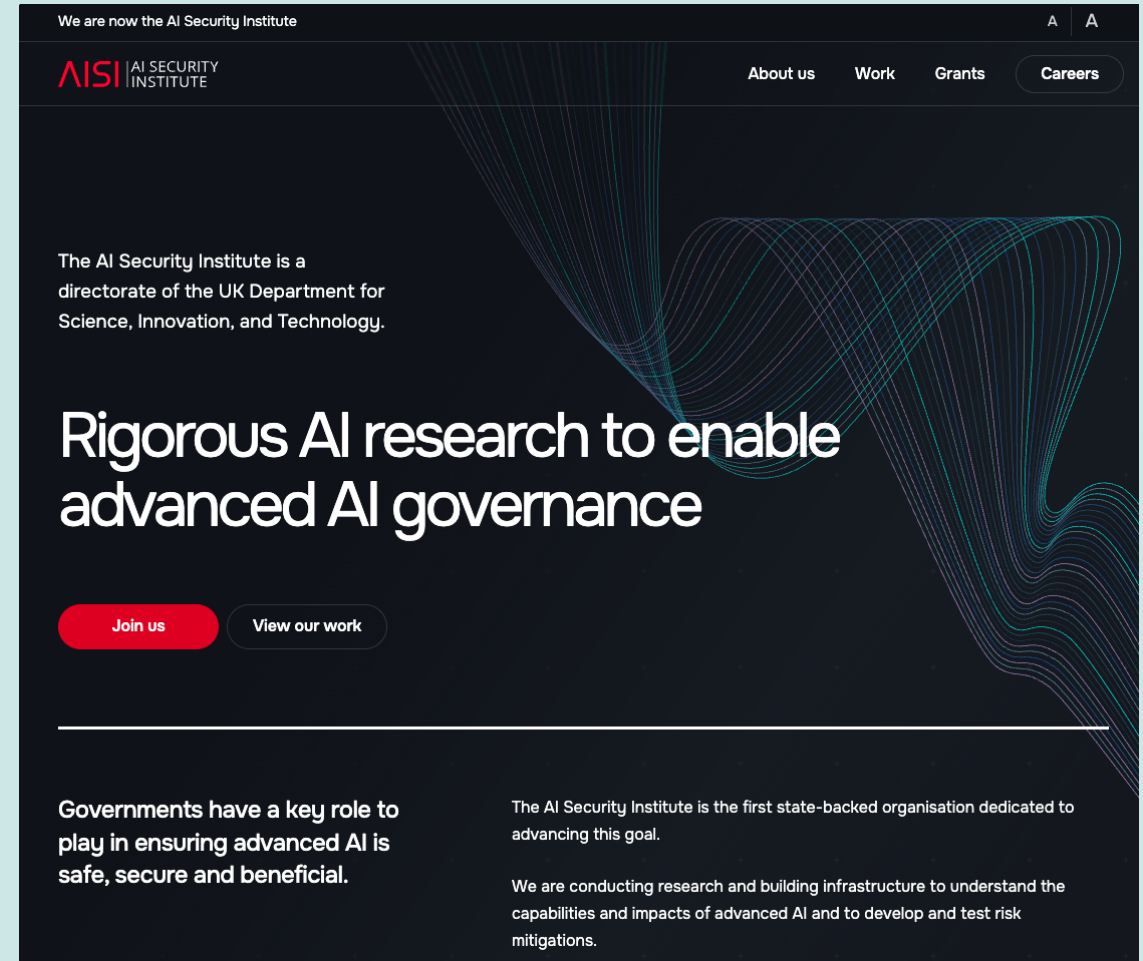 We are now the AI Security Institute
A A
AISI AI SECURITY
INSTITUTE
About us Work Grants Careers
The AI Security Institute is a
directorate of the UK Department for
Science, Innovation, and Technology.
Rigorous AI research to enable
advanced AI governance
Join us View our work
Governments have a key role to
play in ensuring advanced AI is
safe, secure and beneficial.
The AI Security Institute is the first state-backed organisation dedicated to
advancing this goal.
We are conducting research and building infrastructure to understand the
capabilities and impacts of advanced AI and to develop and test risk
mitigations.